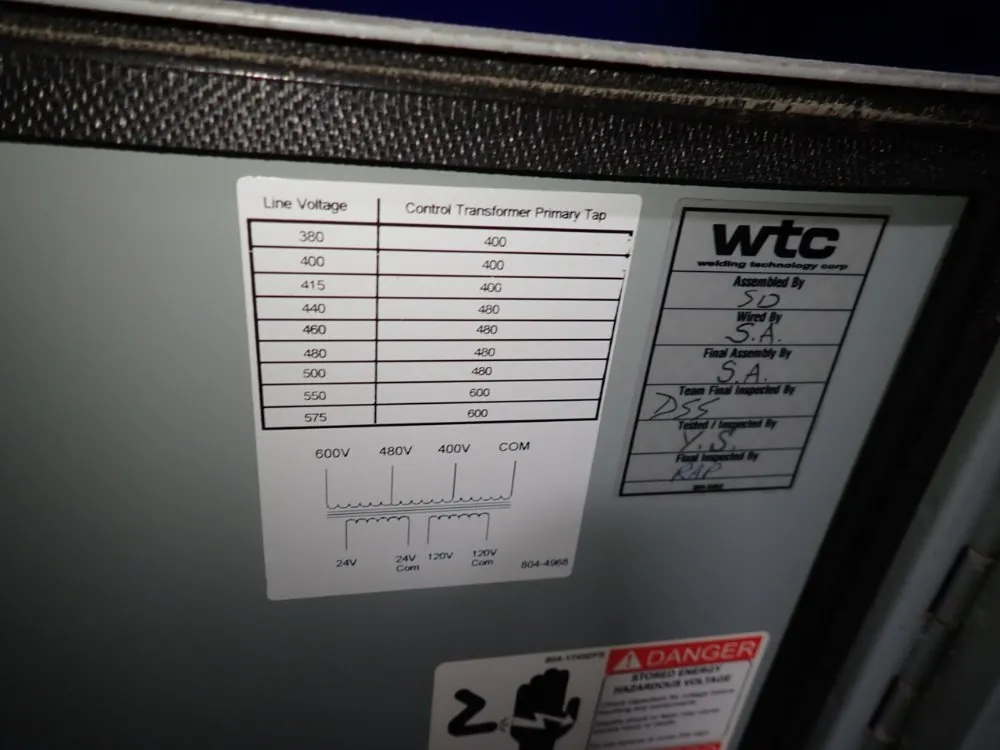 Line Voltage Control Transformer Primary Tap
380 400
400 400
415 400
440 480
460 480
480 480
500 480
550 600
575 600
600V 480V 400V COM
24V 24V Com 120V 120V Com
804-4968
wtc
welding technology corp
Assembled By
SD
Wired By
S.A.
Final Assembly By
S.A.
Team Final Inspected By
DSS
Tested / Inspected By
Y.S.
Final Inspected By
RAP
DANGER
STORED ENERGY
HAZARDOUS VOLTAGE